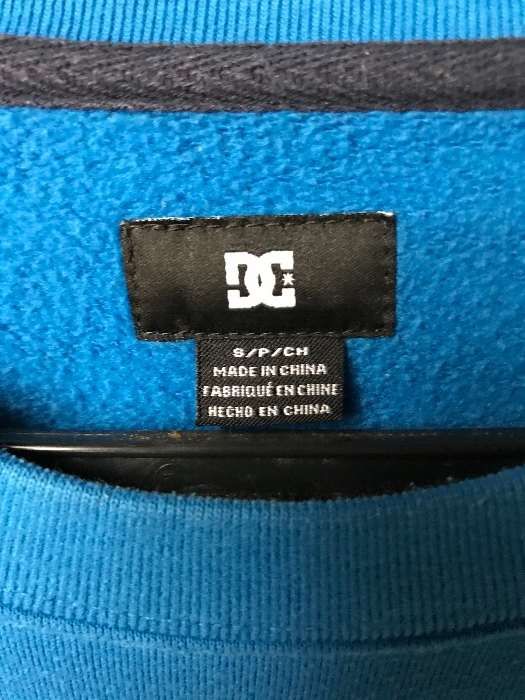 DC
S/P/CH
MADE IN CHINA
FABRIQUÉ EN CHINE
HECHO EN CHINA